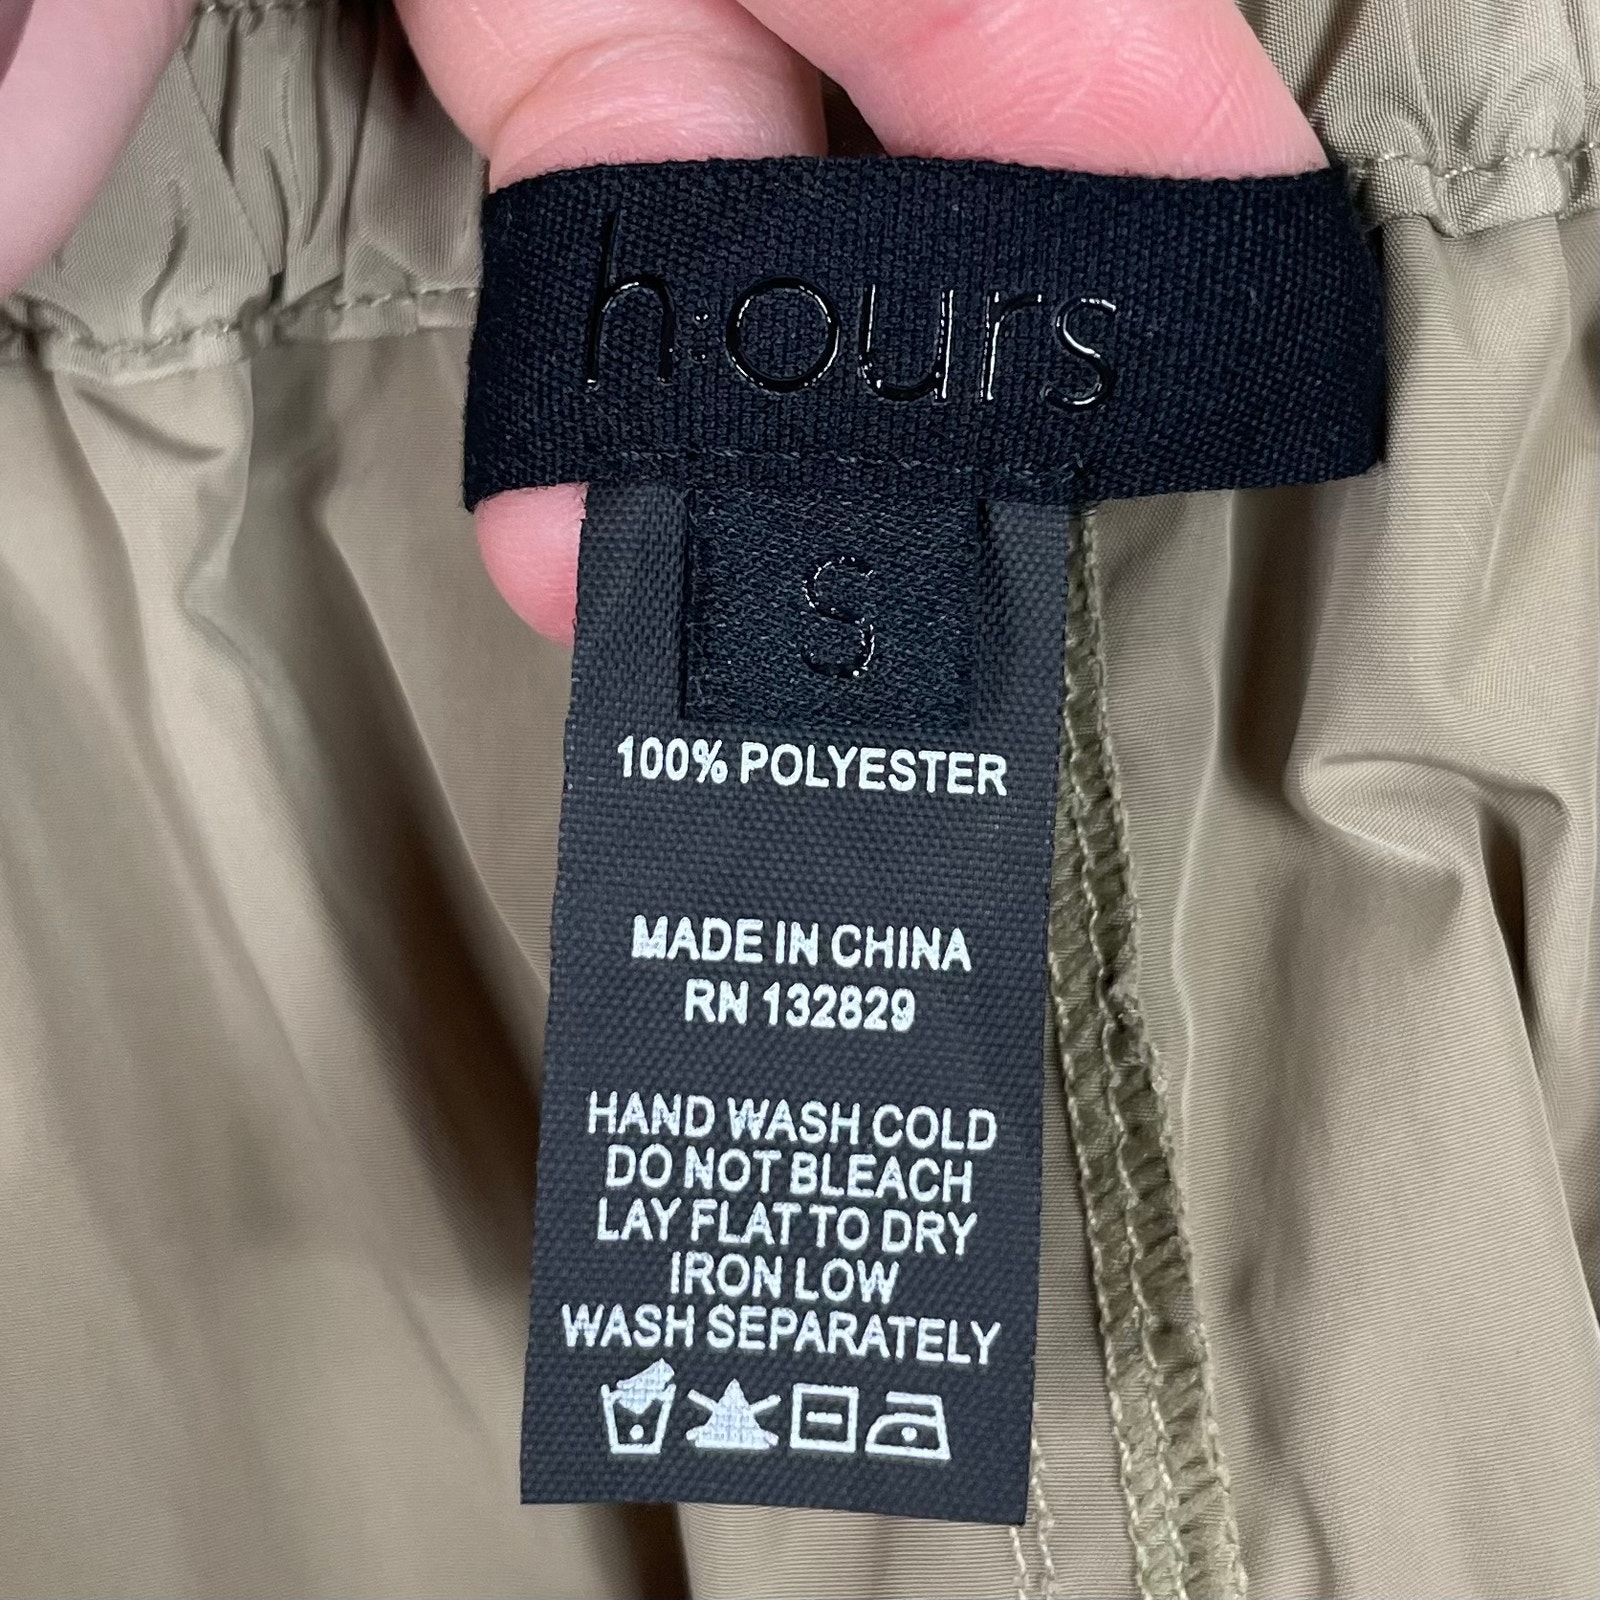 h:ours
S
100% POLYESTER
MADE IN CHINA
RN 132829
HAND WASH COLD
DO NOT BLEACH
LAY FLAT TO DRY
IRON LOW
WASH SEPARATELY